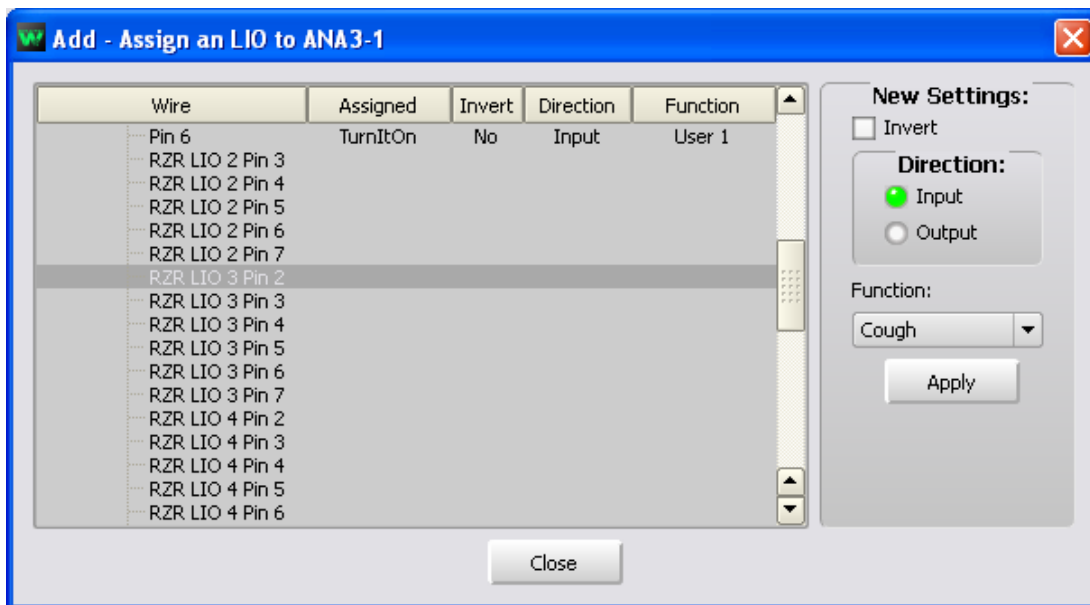 Add - Assign an LIO to ANA3-1
Wire Assigned Invert Direction Function
Pin 6 TurnItOn No Input User 1
RZR LIO 2 Pin 3
RZR LIO 2 Pin 4
RZR LIO 2 Pin 5
RZR LIO 2 Pin 6
RZR LIO 2 Pin 7
RZR LIO 3 Pin 2
RZR LIO 3 Pin 3
RZR LIO 3 Pin 4
RZR LIO 3 Pin 5
RZR LIO 3 Pin 6
RZR LIO 3 Pin 7
RZR LIO 4 Pin 2
RZR LIO 4 Pin 3
RZR LIO 4 Pin 4
RZR LIO 4 Pin 5
RZR LIO 4 Pin 6
New Settings:
Invert
Direction:
Input
Output
Function:
Cough
Apply
Close